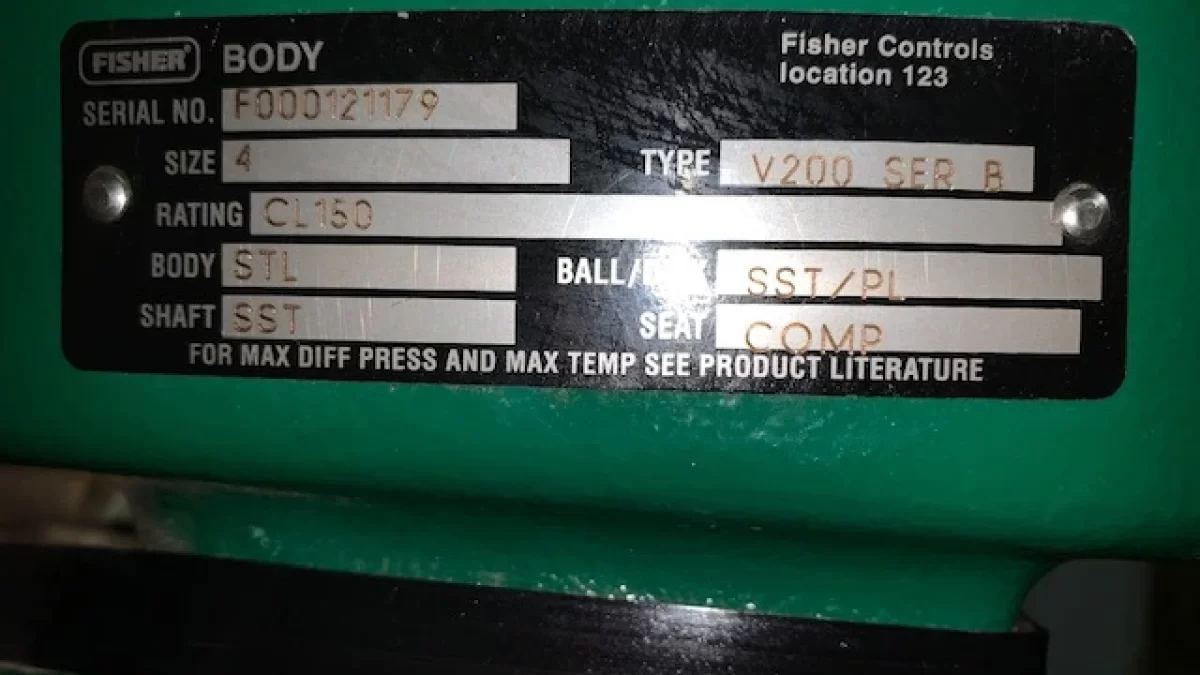 FISHER BODY
Fisher Controls
location 123
SERIAL NO. F000121179
SIZE 4 TYPE V200 SER B
RATING CL150
BODY STL BALL/ SST/PL
SHAFT SST SEAT COMP
FOR MAX DIFF PRESS AND MAX TEMP SEE PRODUCT LITERATURE